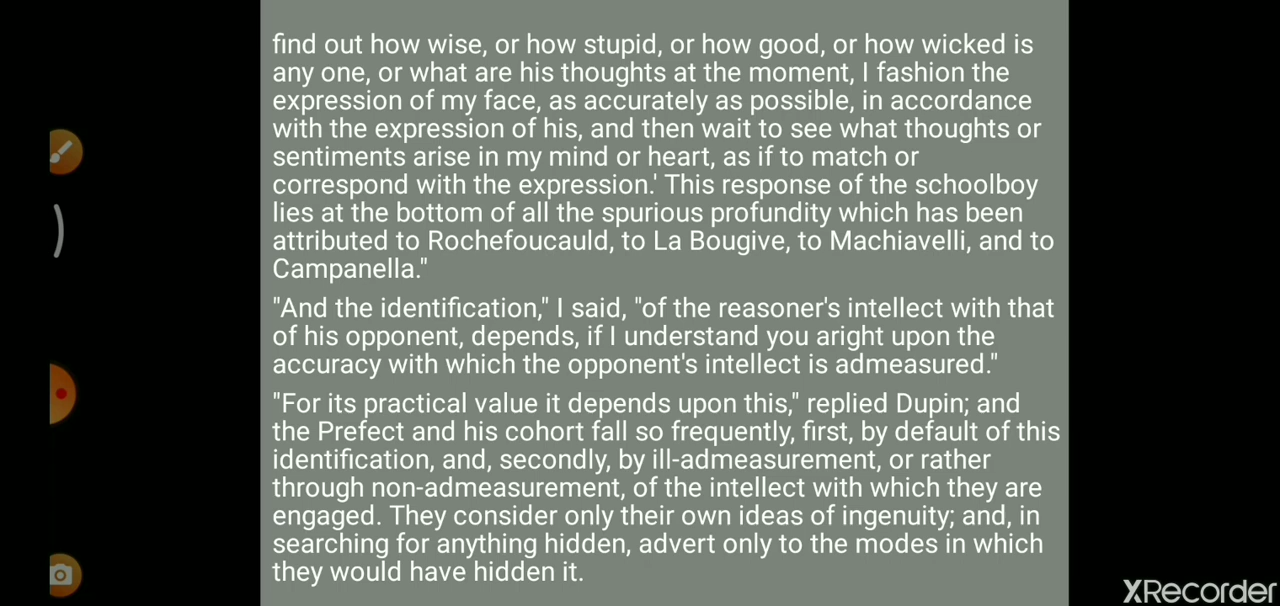 find out how wise, or how stupid, or how good, or how wicked is
any one, or what are his thoughts at the moment, I fashion the
expression of my face, as accurately as possible, in accordance
with the expression of his, and then wait to see what thoughts or
sentiments arise in my mind or heart, as if to match or
correspond with the expression.' This response of the schoolboy
lies at the bottom of all the spurious profundity which has been
attributed to Rochefoucauld, to La Bougive, to Machiavelli, and to
Campanella."
"And the identification," I said, "of the reasoner's intellect with that
of his opponent, depends, if I understand you aright upon the
accuracy with which the opponent's intellect is admeasured."
"For its practical value it depends upon this," replied Dupin; and
the Prefect and his cohort fall so frequently, first, by default of this
identification, and, secondly, by ill-admeasurement, or rather
through non-admeasurement, of the intellect with which they are
engaged. They consider only their own ideas of ingenuity; and, in
searching for anything hidden, advert only to the modes in which
they would have hidden it.
XRecorder